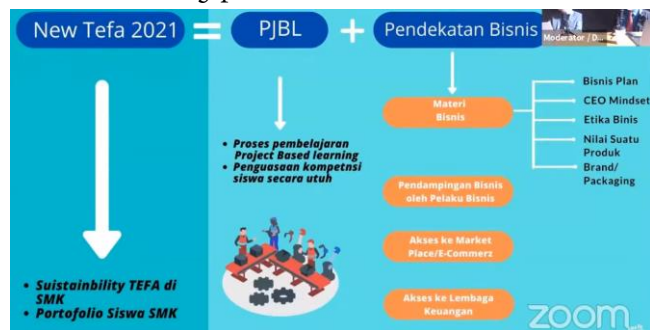 New Tefa 2021 = PJBL + Pendekatan Bisnis
Moderator / D...
• Proses pembelajaran
Project Based learning
• Penguasaan kompetnsi
siswa secara utuh
Materi
Bisnis
Bisnis Plan
CEO Mindset
Etika Binis
Nilai Suatu
Produk
Brand/
Packaging
Pendampingan Bisnis
oleh Pelaku Bisnis
Akses ke Market
Place/E-Commerz
Akses ke Lembaga
Keuangan
• Suistainbility TEFA di
SMK
• Portofolio Siswa SMK
zoom